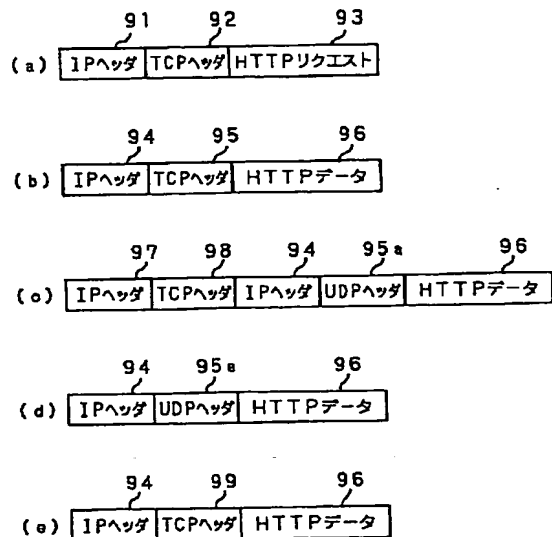 91 92 93
(a) IPヘッダ TCPヘッダ HTTPリクエスト
94 95 96
(b) IPヘッダ TCPヘッダ HTTPデータ
97 98 94 95a 96
(c) IPヘッダ TCPヘッダ IPヘッダ UDPヘッダ HTTPデータ
94 95a 96
(d) IPヘッダ UDPヘッダ HTTPデータ
94 99 96
(e) IPヘッダ TCPヘッダ HTTPデータ